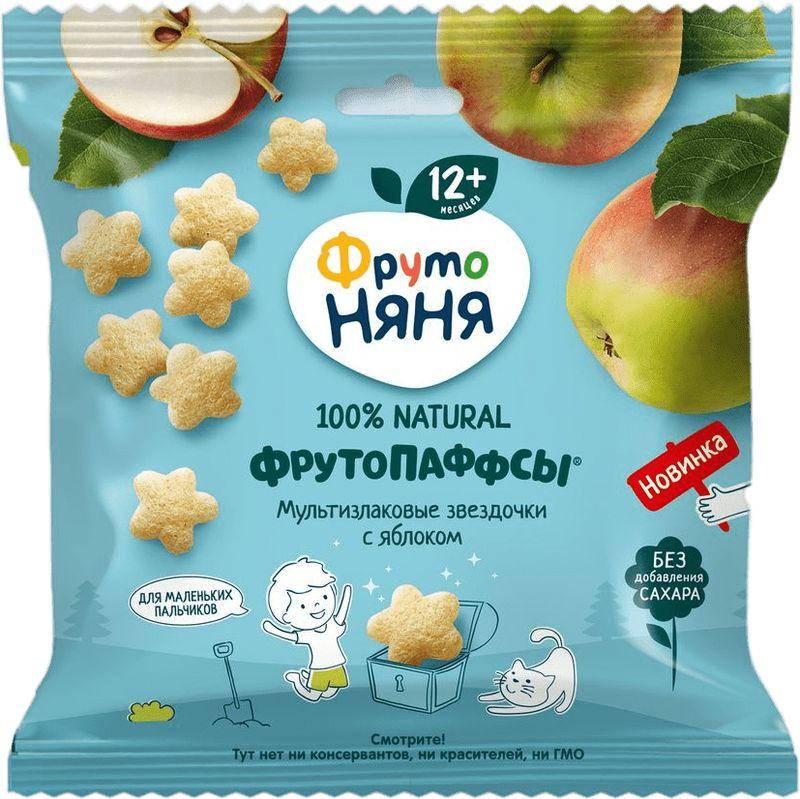 12+
месяцев
Фруто
НЯНЯ
100% NATURAL
ФРУТОПАФФСЫ®
Мультизлаковые звездочки
с яблоком
Новинка
БЕЗ
добавления
САХАРА
ДЛЯ МАЛЕНЬКИХ
ПАЛЬЧИКОВ
Смотрите!
Тут нет ни консервантов, ни красителей, ни ГМО